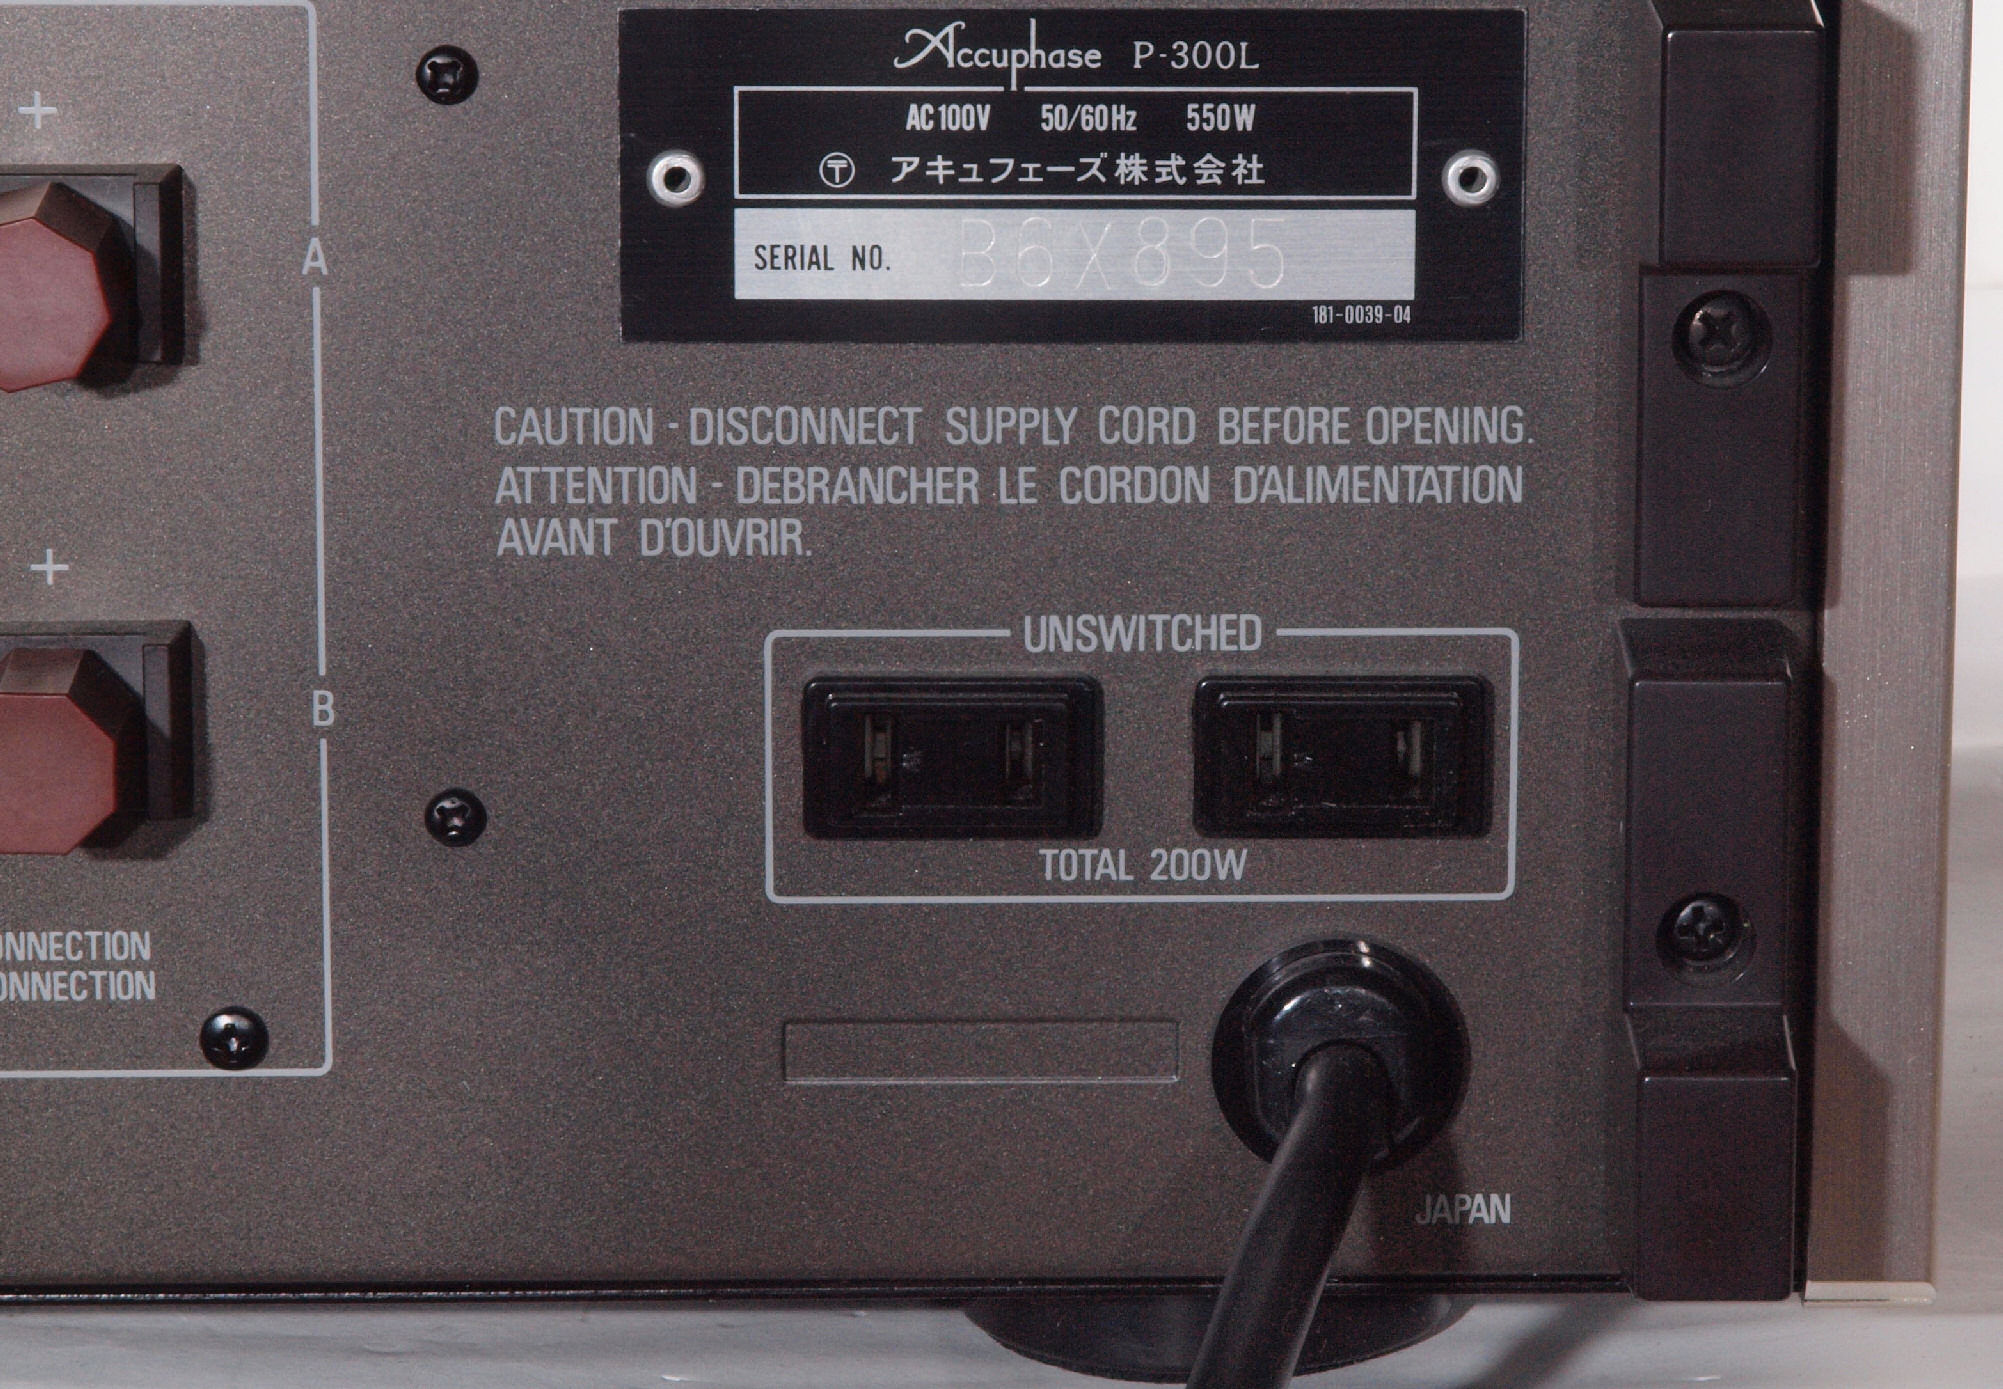 Accuphase P-300L
AC100V 50/60Hz 550W
〒 アキュフェーズ株式会社
SERIAL NO. B6X895
181-0039-04
+
A
CAUTION - DISCONNECT SUPPLY CORD BEFORE OPENING.
ATTENTION - DEBRANCHER LE CORDON D'ALIMENTATION
AVANT D'OUVRIR.
+
B
UNSWITCHED
TOTAL 200W
ONNECTION
ONNECTION
JAPAN